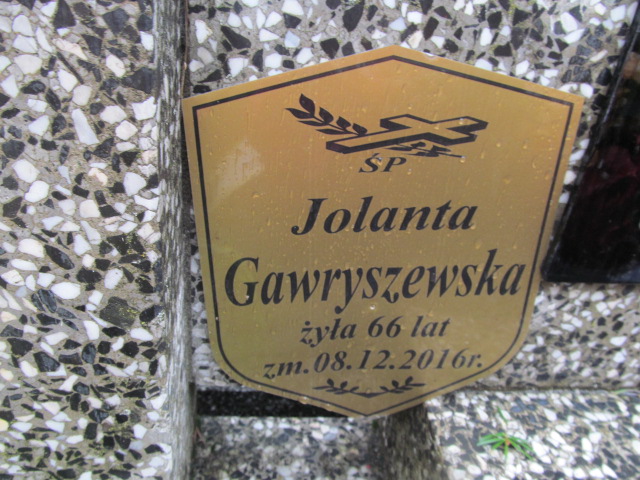 ŚP
Jolanta
Gawryszewska
żyła 66 lat
zm.08.12.2016r.